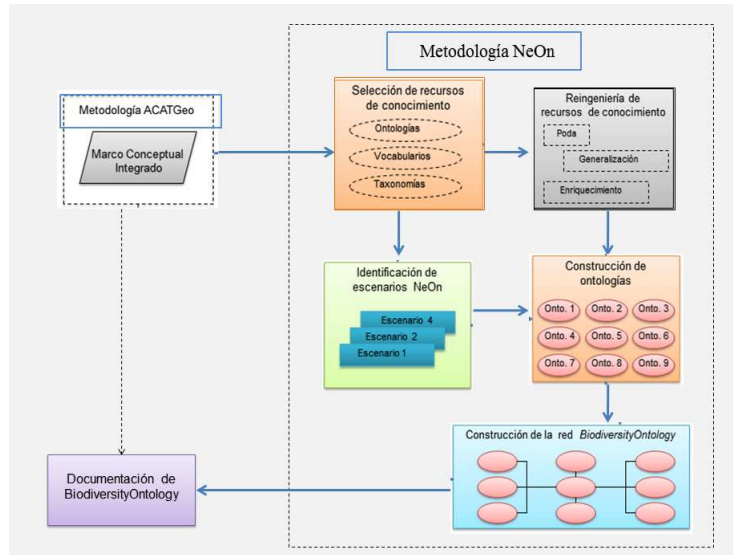 Metodología NeOn
Metodología ACATGeo
Marco Conceptual
Integrado
Selección de recursos
de conocimiento
Ontologías
Vocabularios
Taxonomías
Reingeniería de
recursos de conocimiento
Poda
Generalización
Enriquecimiento
Identificación de
escenarios NeOn
Escenario 4
Escenario 2
Escenario 1
Construcción de
ontologías
Onto. 1 Onto. 2 Onto. 3
Onto. 4 Onto. 5 Onto. 6
Onto. 7 Onto. 8 Onto. 9
Construcción de la red BiodiversityOntology
Documentación de
BiodiversityOntology